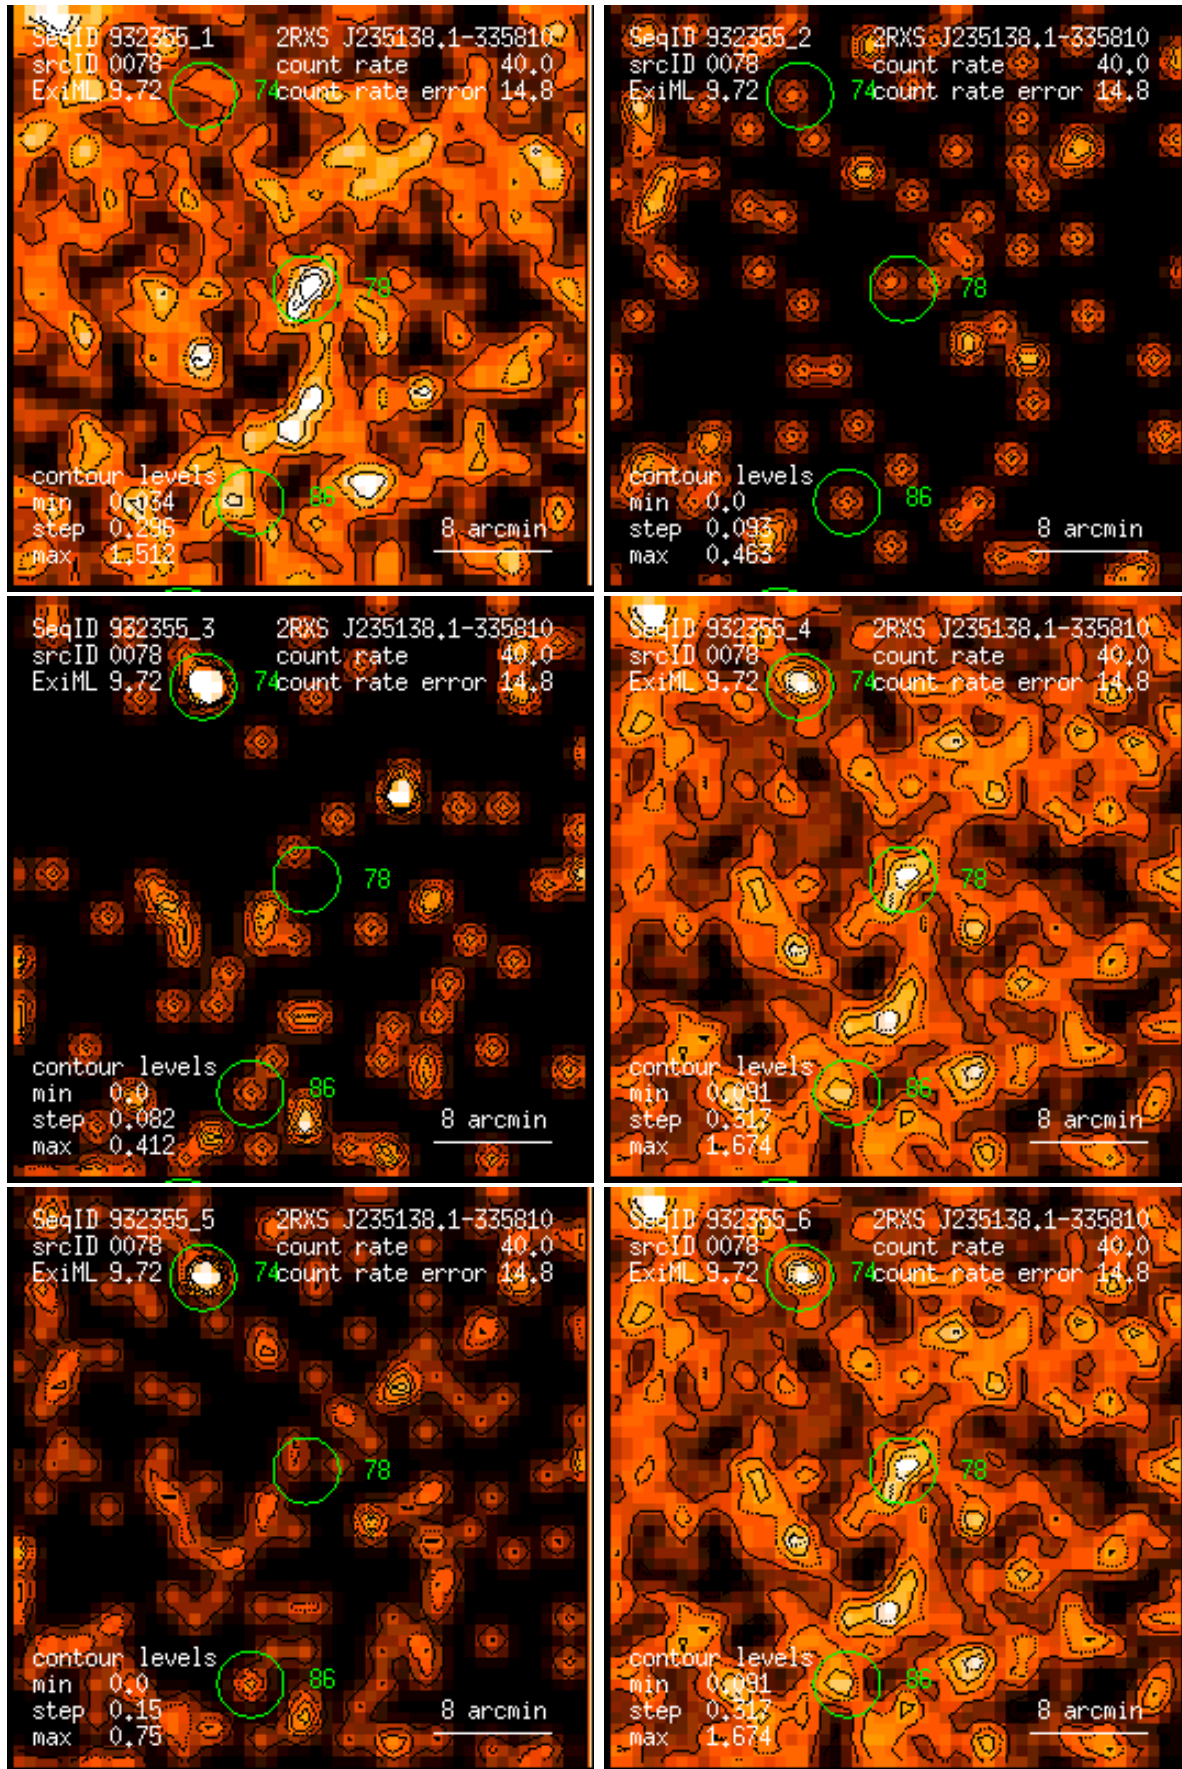 SeqID 932355_1 2RXS J235138.1-335810
srcID 0078 count rate 40.0
ExiML 9.72 74 count rate error 14.8
78
contour levels
min 0.034 86
step 0.296 8 arcmin
max 1.512
SeqID 932355_2 2RXS J235138.1-335810
srcID 0078 count rate 40.0
ExiML 9.72 74 count rate error 14.8
78
contour levels
min 0.0 86
step 0.093 8 arcmin
max 0.463
SeqID 932355_3 2RXS J235138.1-335810
srcID 0078 count rate 40.0
ExiML 9.72 74 count rate error 14.8
78
contour levels
min 0.0 86
step 0.082 8 arcmin
max 0.412
SeqID 932355_4 2RXS J235138.1-335810
srcID 0078 count rate 40.0
ExiML 9.72 74 count rate error 14.8
78
contour levels
min 0.091 86
step 0.317 8 arcmin
max 1.674
SeqID 932355_5 2RXS J235138.1-335810
srcID 0078 count rate 40.0
ExiML 9.72 74 count rate error 14.8
78
contour levels
min 0.0 86
step 0.15 8 arcmin
max 0.75
SeqID 932355_6 2RXS J235138.1-335810
srcID 0078 count rate 40.0
ExiML 9.72 74 count rate error 14.8
78
contour levels
min 0.091 86
step 0.317 8 arcmin
max 1.674